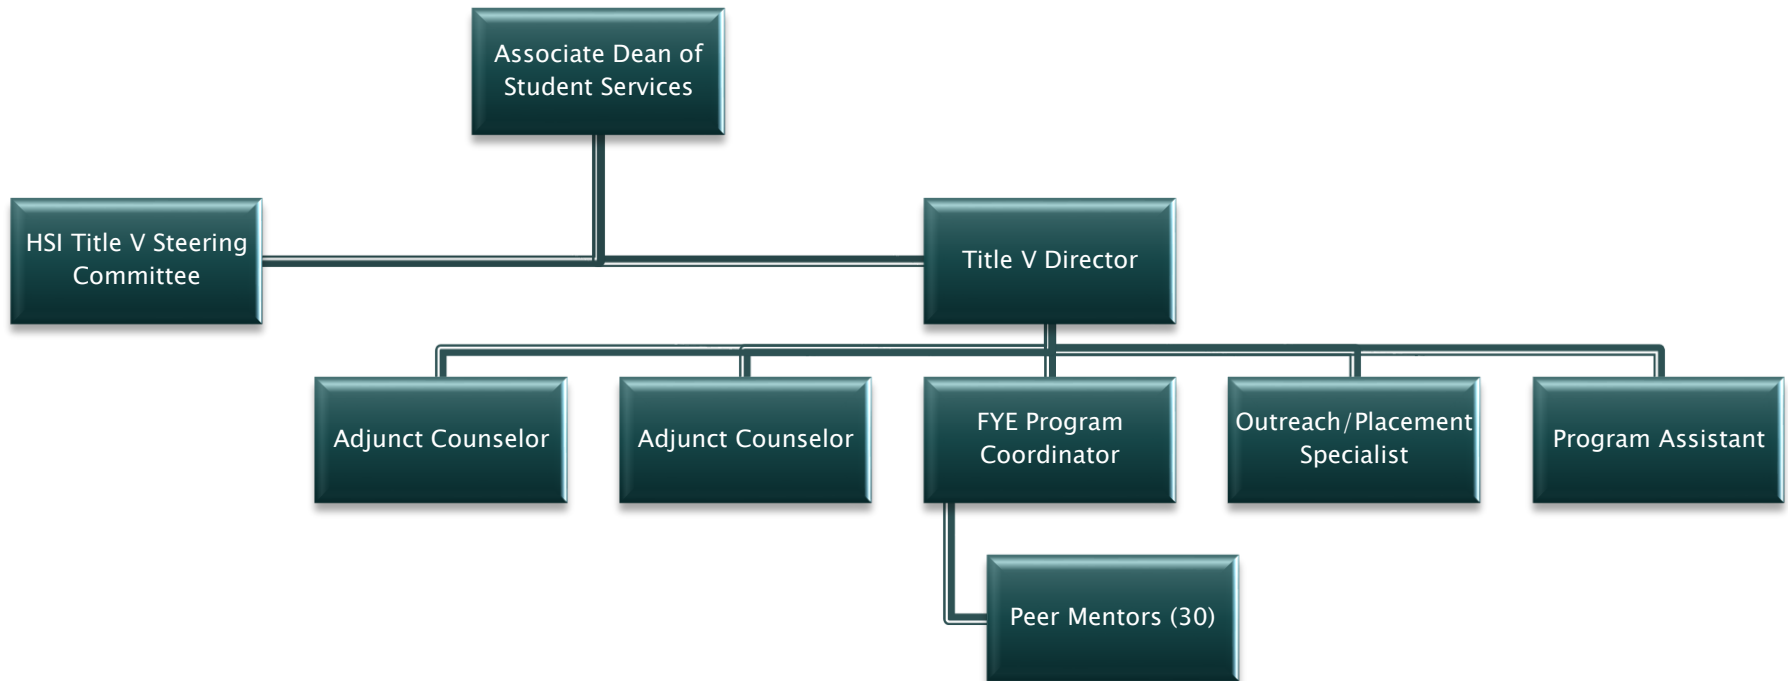 Associate Dean of
Student Services
HSI Title V Steering
Committee
Title V Director
Adjunct Counselor
Adjunct Counselor
FYE Program
Coordinator
Outreach/Placement
Specialist
Program Assistant
Peer Mentors (30)